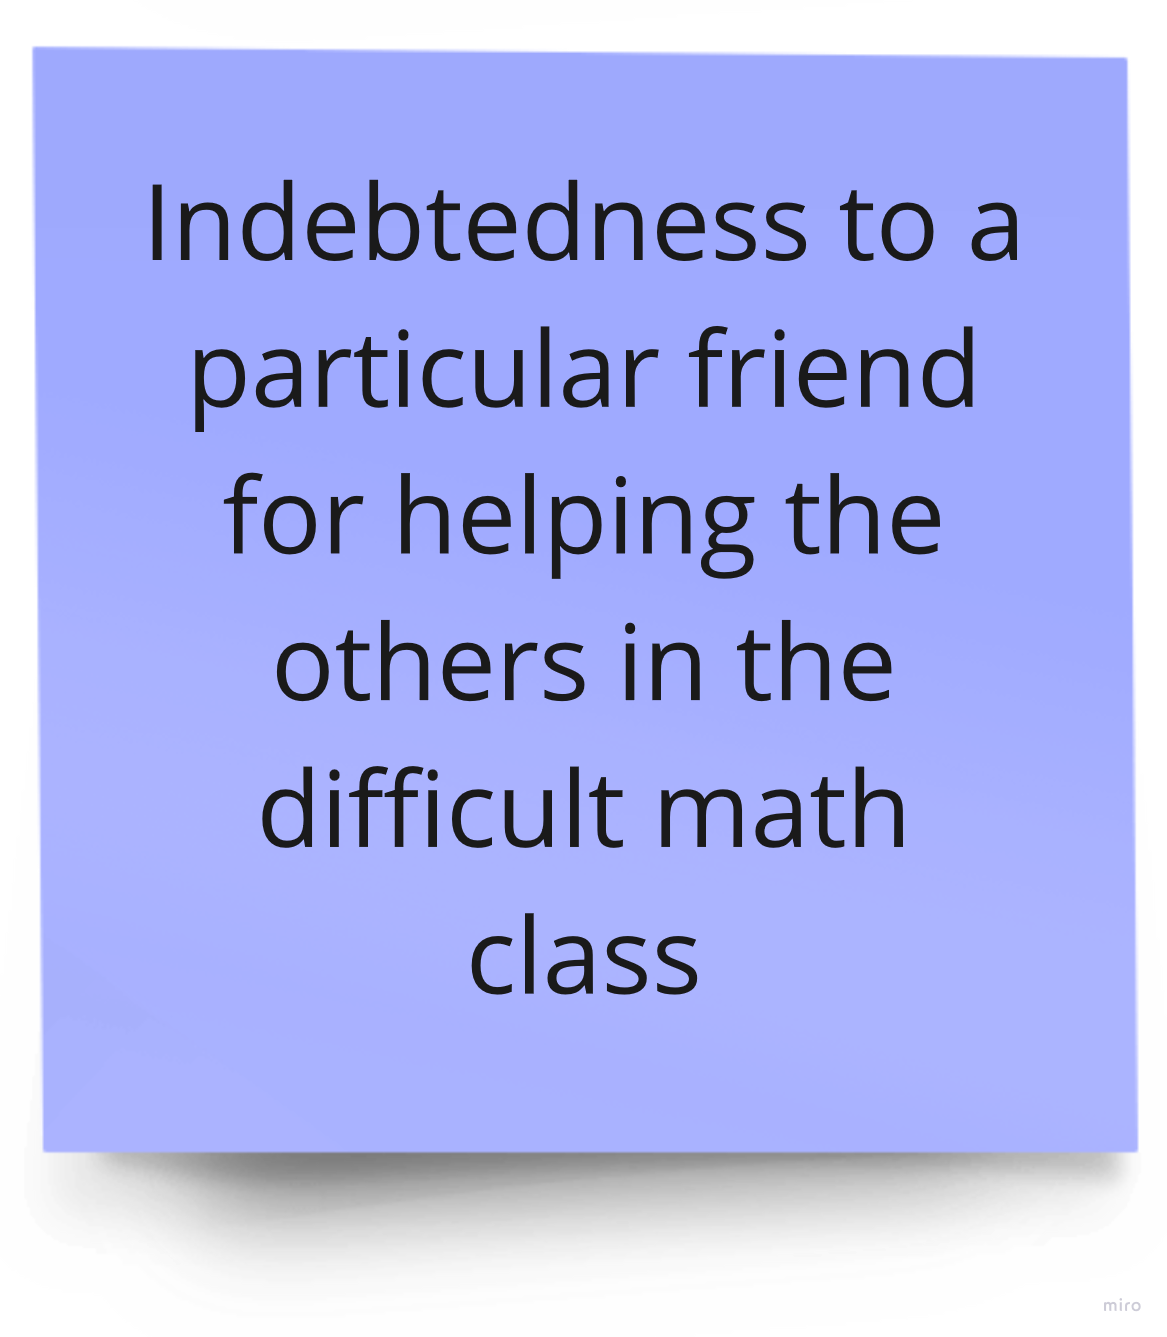 Indebtedness to a
particular friend
for helping the
others in the
difficult math
class
miro